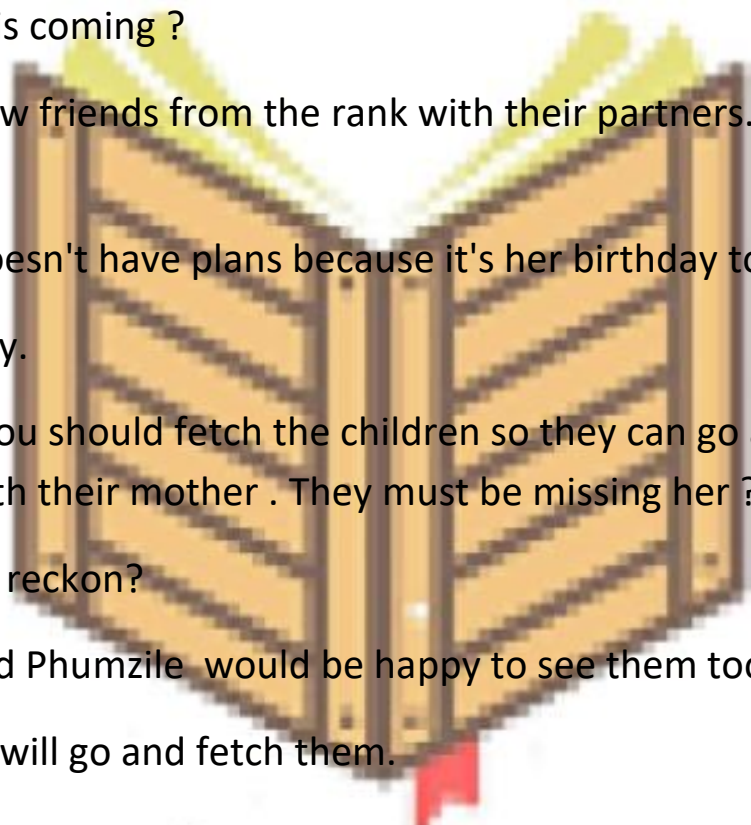 's coming ?
w friends from the rank with their partners.
oesn't have plans because it's her birthday to
y.
ou should fetch the children so they can go
th their mother . They must be missing her ?
reckon?
d Phumzile would be happy to see them too
will go and fetch them.